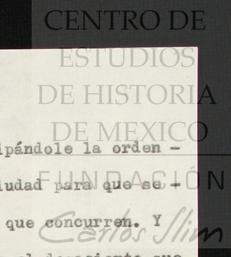 CENTRO DE
ESTUDIOS
DE HISTORIA
DE MEXICO
ipándole la orden -
iudad para que se -
FUNDACIÓN
que concurren. Y
Carlos Slim